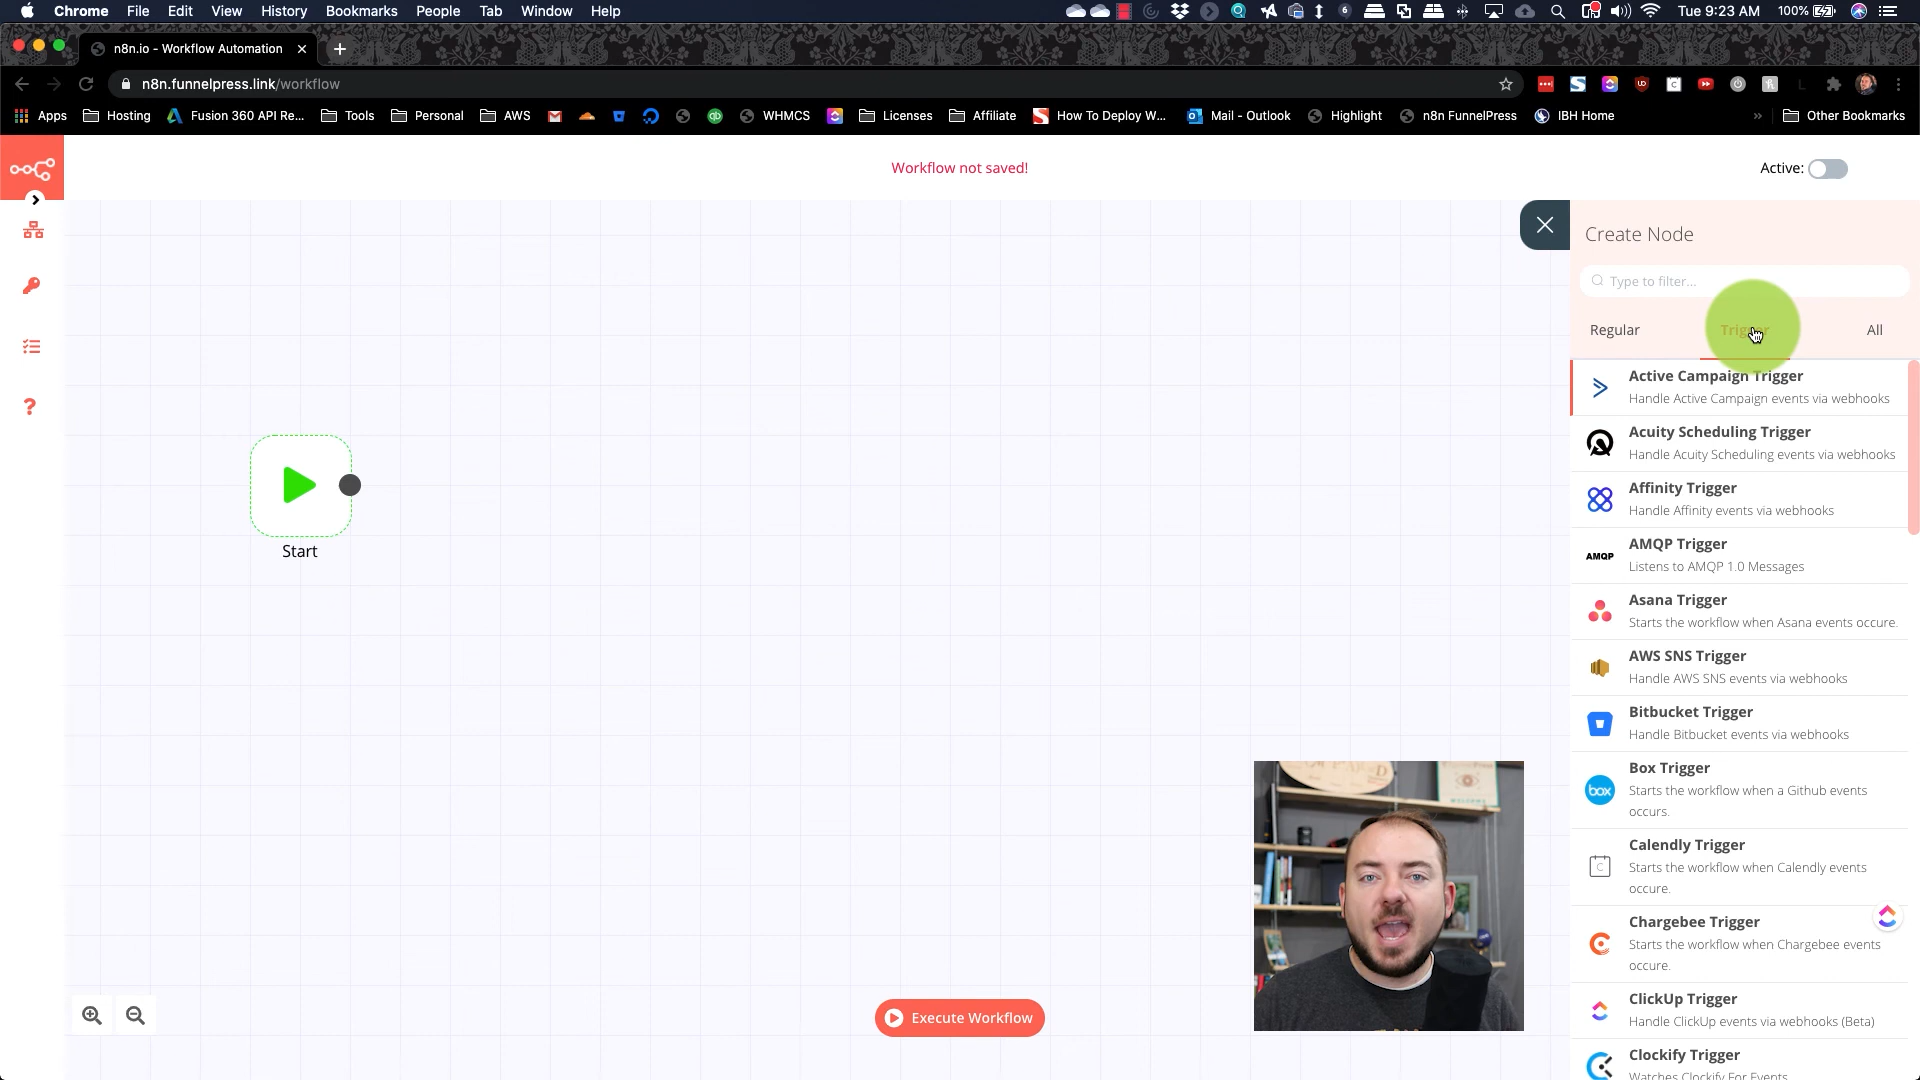 Chrome File Edit View History Bookmarks People Tab Window Help Tue 9:23 AM 100%
n8n.io - Workflow Automation
n8n.funnelpress.link/workflow
Apps Hosting Fusion 360 API Re... Tools Personal AWS WHMCS Licenses Affiliate How To Deploy W... Mail - Outlook Highlight n8n FunnelPress IBH Home » Other Bookmarks
Workflow not saved!
Active:
Create Node
Type to filter...
Regular Trigger All
Active Campaign Trigger
Handle Active Campaign events via webhooks
Acuity Scheduling Trigger
Handle Acuity Scheduling events via webhooks
Affinity Trigger
Handle Affinity events via webhooks
AMQP
AMQP Trigger
Listens to AMQP 1.0 Messages
Asana Trigger
Starts the workflow when Asana events occure.
AWS SNS Trigger
Handle AWS SNS events via webhooks
Bitbucket Trigger
Handle Bitbucket events via webhooks
box
Box Trigger
Starts the workflow when a Github events
occurs.
Calendly Trigger
Starts the workflow when Calendly events
occure.
Chargebee Trigger
Starts the workflow when Chargebee events
occure.
ClickUp Trigger
Handle ClickUp events via webhooks (Beta)
Clockify Trigger
Watches Clockify For Events
Start
Execute Workflow